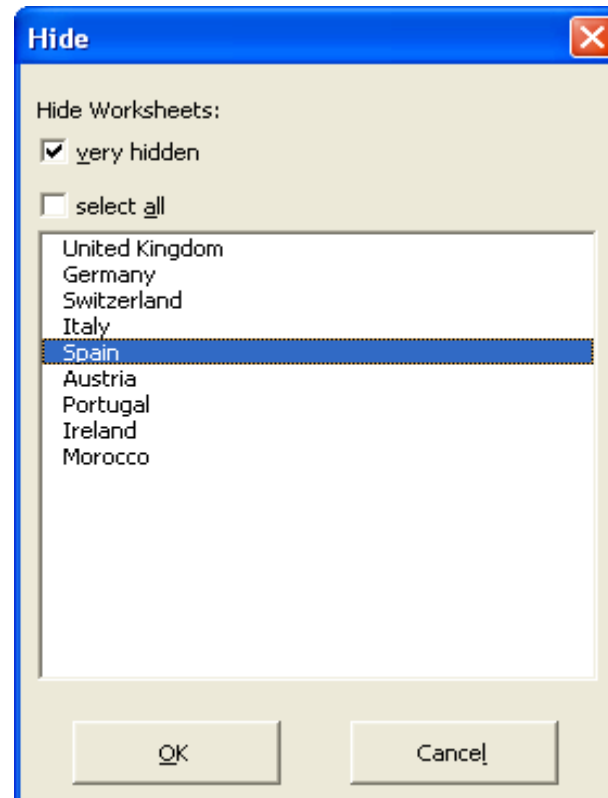 Hide
Hide Worksheets:
very hidden
select all
United Kingdom
Germany
Switzerland
Italy
Spain
Austria
Portugal
Ireland
Morocco
OK
Cancel